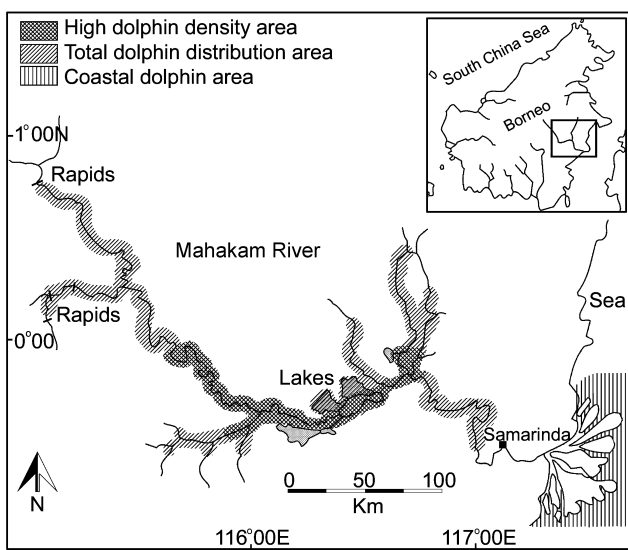 High dolphin density area
Total dolphin distribution area
Coastal dolphin area
South China Sea
Borneo
1°00N
Rapids
Mahakam River
Sea
Rapids
0°00
Lakes
Samarinda
0 50 100
Km
N
116°00E 117°00E